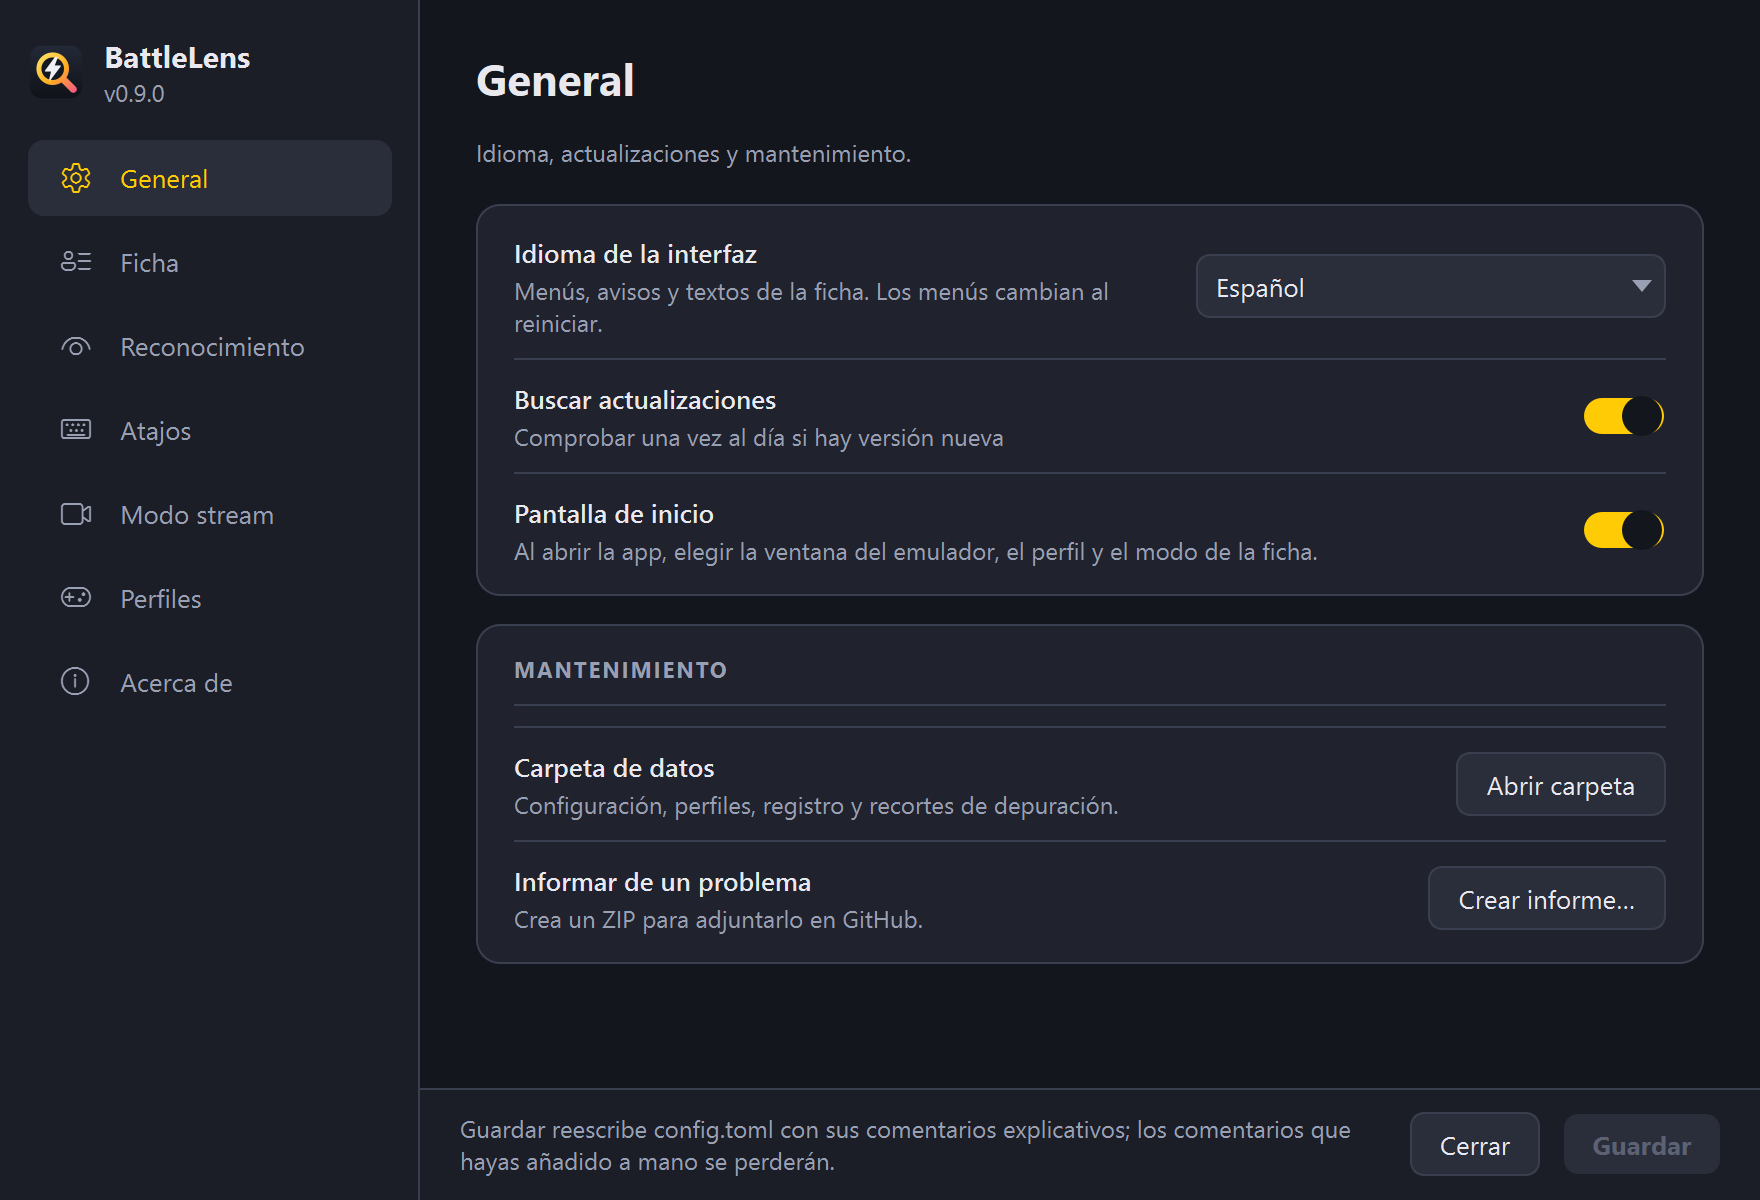 BattleLens
v0.9.0
General
Ficha
Reconocimiento
Atajos
Modo stream
Perfiles
Acerca de
General
Idioma, actualizaciones y mantenimiento.
Idioma de la interfaz
Menús, avisos y textos de la ficha. Los menús cambian al
reiniciar.
Español
Buscar actualizaciones
Comprobar una vez al día si hay versión nueva
Pantalla de inicio
Al abrir la app, elegir la ventana del emulador, el perfil y el modo de la ficha.
MANTENIMIENTO
Carpeta de datos
Configuración, perfiles, registro y recortes de depuración.
Abrir carpeta
Informar de un problema
Crea un ZIP para adjuntarlo en GitHub.
Crear informe...
Guardar reescribe config.toml con sus comentarios explicativos; los comentarios que
hayas añadido a mano se perderán.
Cerrar
Guardar